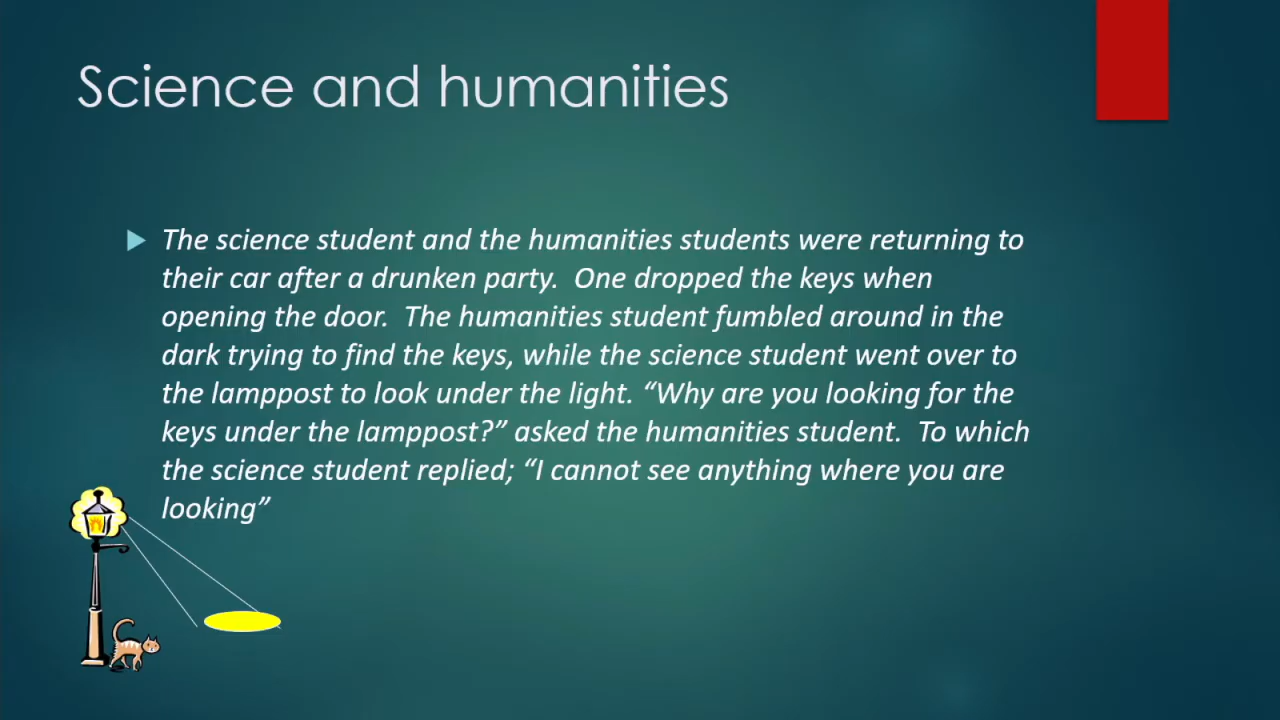 Science and humanities
The science student and the humanities students were returning to
their car after a drunken party.  One dropped the keys when
opening the door.  The humanities student fumbled around in the
dark trying to find the keys, while the science student went over to
the lamppost to look under the light. “Why are you looking for the
keys under the lamppost?” asked the humanities student.  To which
the science student replied; “I cannot see anything where you are
looking”